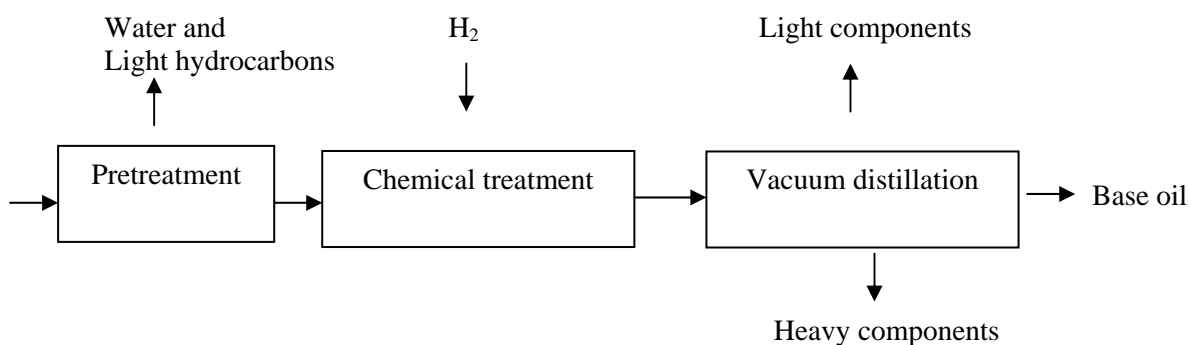 Water and
Light hydrocarbons
H₂
Light components
Pretreatment
Chemical treatment
Vacuum distillation
Base oil
Heavy components